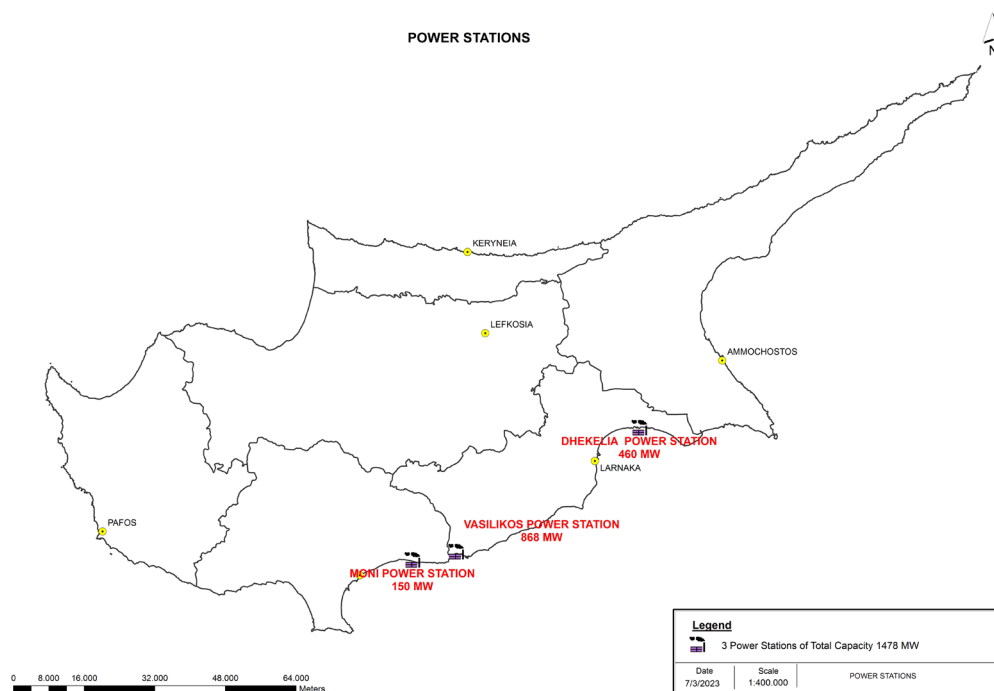 POWER STATIONS
N
KERYNEIA
LEFKOSIA
AMMOCHOSTOS
DHEKELIA POWER STATION
460 MW
LARNAKA
PAFOS
VASILIKOS POWER STATION
868 MW
MONI POWER STATION
150 MW
Legend
3 Power Stations of Total Capacity 1478 MW
Date
7/3/2023
Scale
1:400.000
POWER STATIONS
0 8.000 16.000 32.000 48.000 64.000
Meters